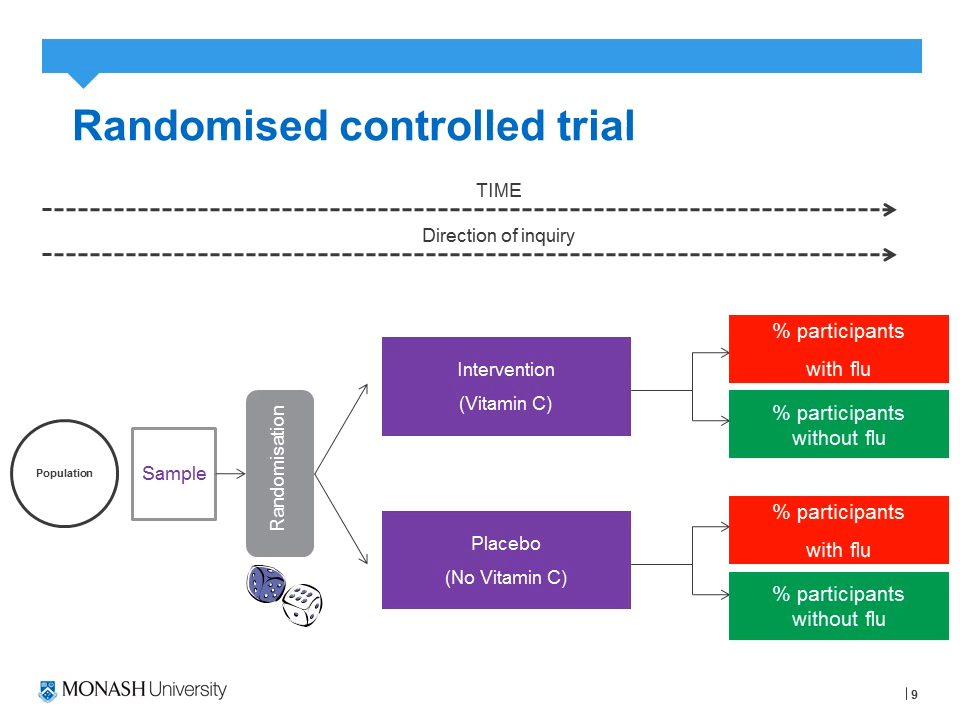 Randomised controlled trial
TIME
Direction of inquiry
Population
Sample
Randomisation
Intervention
(Vitamin C)
% participants
with flu
% participants
without flu
Placebo
(No Vitamin C)
% participants
with flu
% participants
without flu
MONASH University
9